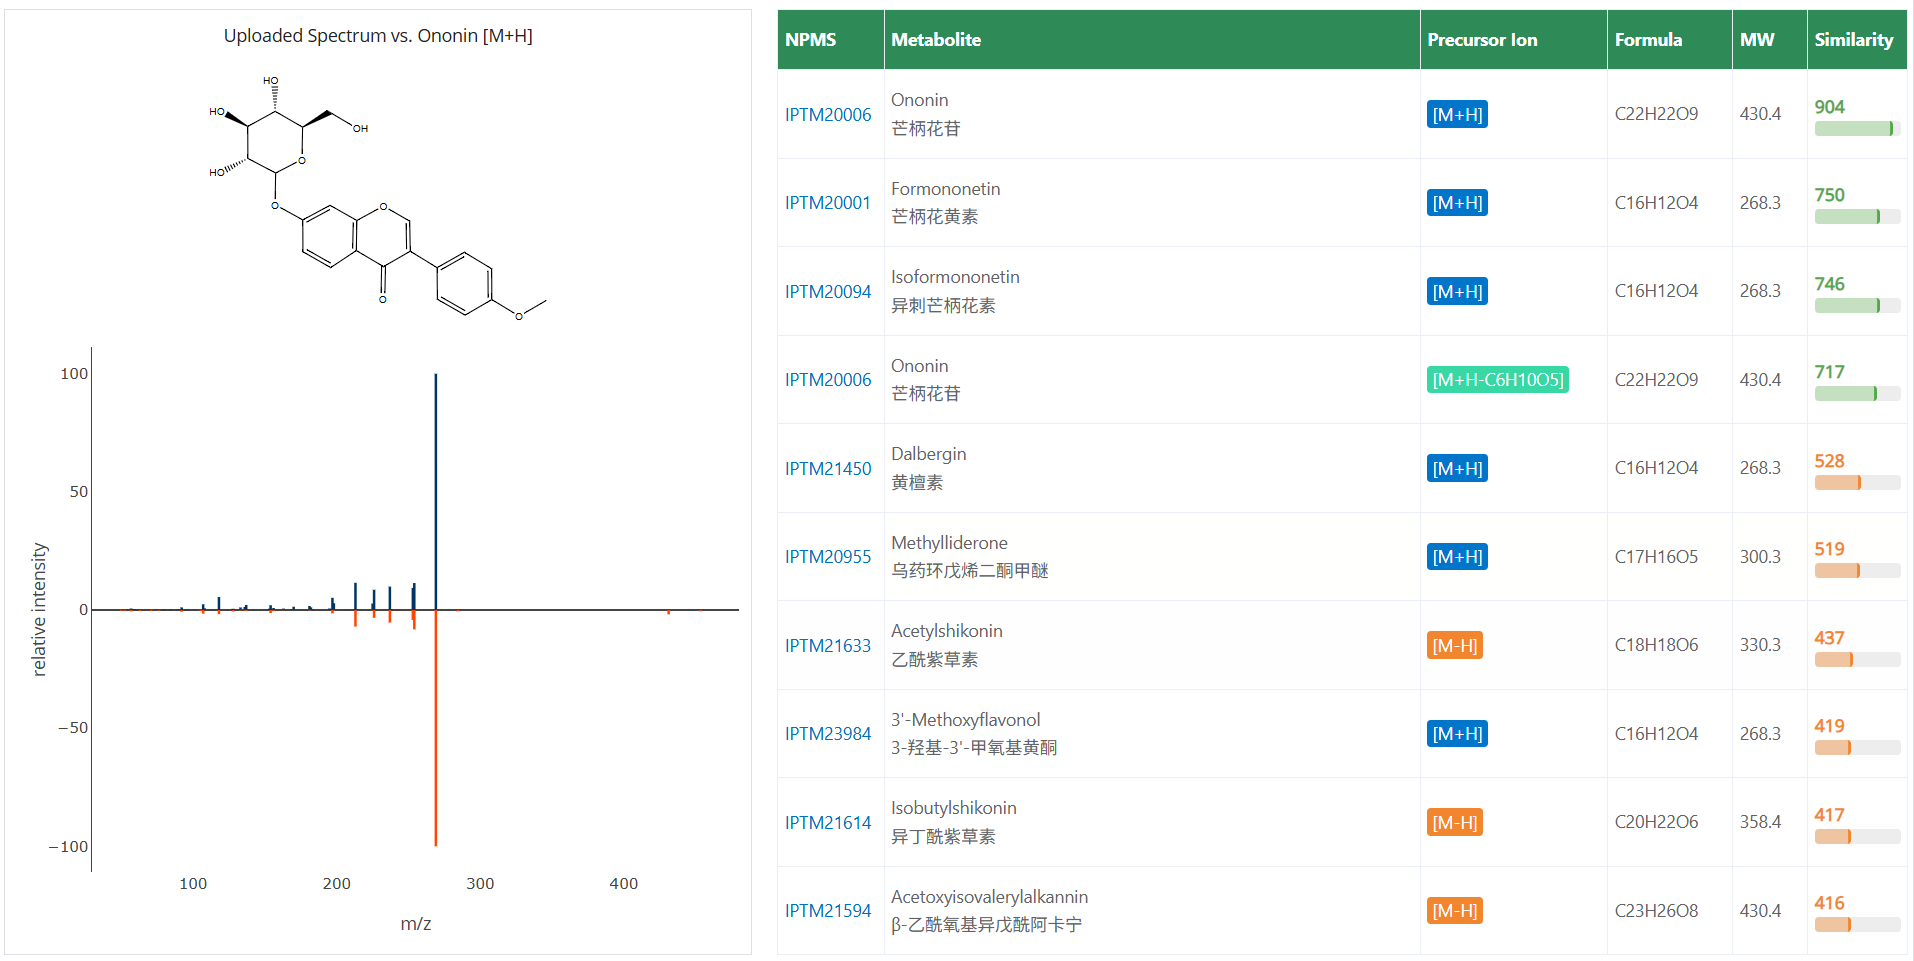 Uploaded Spectrum vs. Ononin [M+H]
HO
HO
OH
O
HO
O
O
O
O
100
50
0
−50
−100
relative intensity
100 200 300 400
m/z
NPMS Metabolite Precursor Ion Formula MW Similarity
IPTM20006 Ononin [M+H] C22H22O9 430.4 904
芒柄花苷
IPTM20001 Formononetin [M+H] C16H12O4 268.3 750
芒柄花黄素
IPTM20094 Isoformononetin [M+H] C16H12O4 268.3 746
异刺芒柄花素
IPTM20006 Ononin [M+H-C6H10O5] C22H22O9 430.4 717
芒柄花苷
IPTM21450 Dalbergin [M+H] C16H12O4 268.3 528
黄檀素
IPTM20955 Methylliderone [M+H] C17H16O5 300.3 519
乌药环戊烯二酮甲醚
IPTM21633 Acetylshikonin [M-H] C18H18O6 330.3 437
乙酰紫草素
IPTM23984 3'-Methoxyflavonol [M+H] C16H12O4 268.3 419
3-羟基-3'-甲氧基黄酮
IPTM21614 Isobutylshikonin [M-H] C20H22O6 358.4 417
异丁酰紫草素
IPTM21594 Acetoxyisovalerylalkannin [M-H] C23H26O8 430.4 416
β-乙酰氧基异戊酰阿卡宁